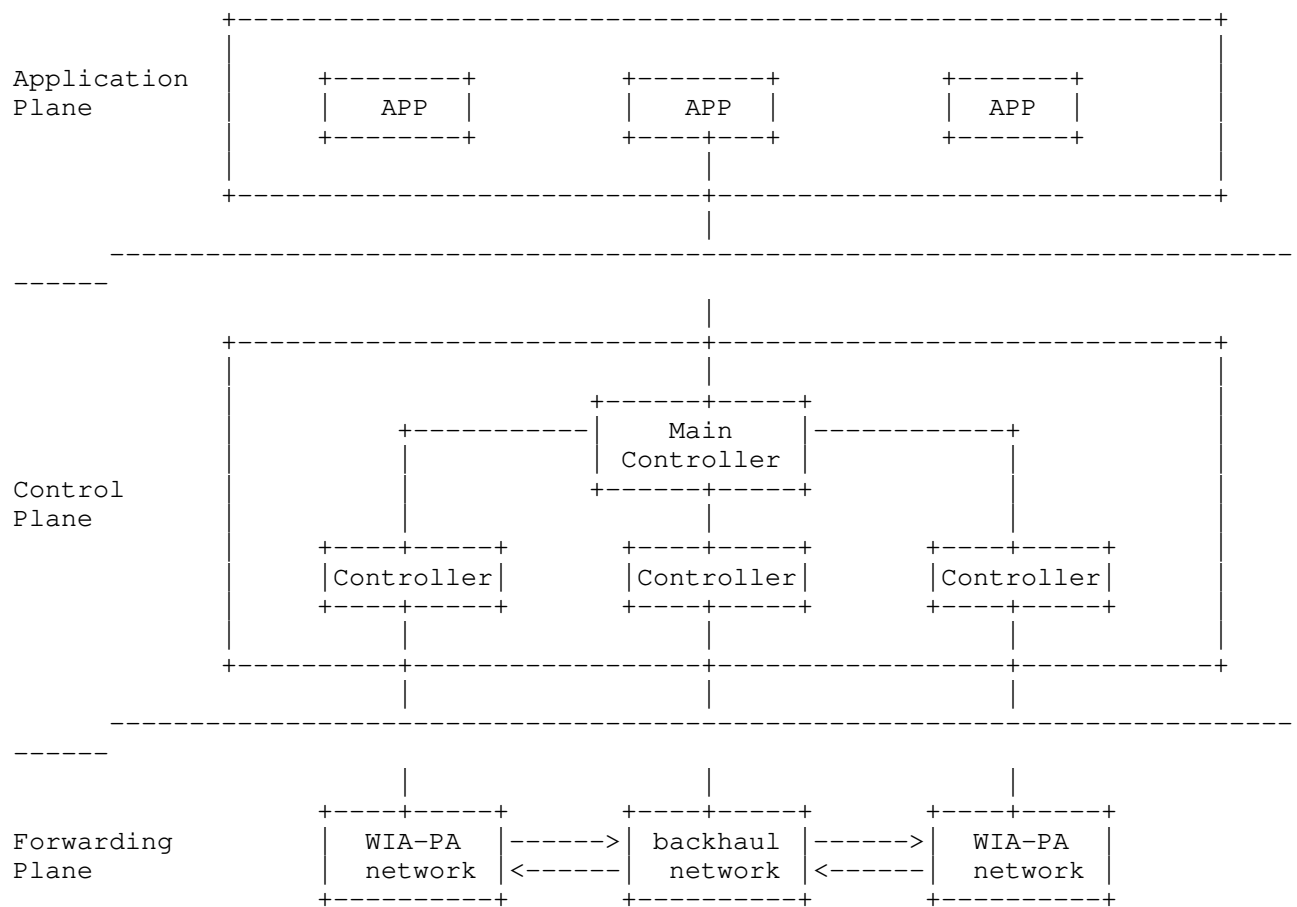 Application
Plane
APP APP APP
Main
Controller
Control
Plane
Controller Controller Controller
Forwarding WIA-PA backhaul WIA-PA
Plane network network network